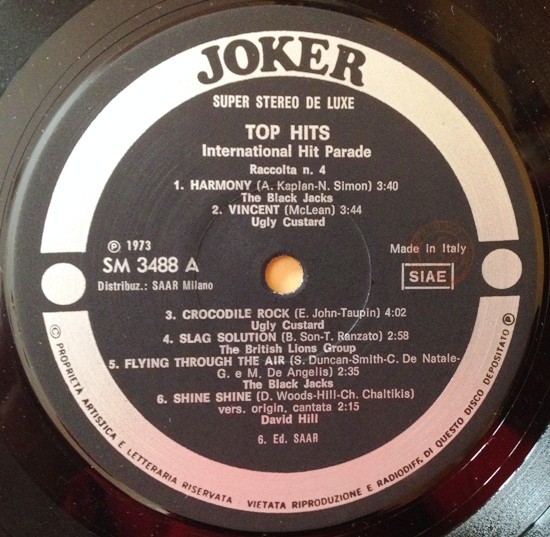 JOKER
SUPER STEREO DE LUXE
TOP HITS
International Hit Parade
Raccolta n. 4
1. HARMONY (A. Kaplan-N. Simon) 3:40
The Black Jacks
2. VINCENT (McLean) 3:44
Ugly Custard
℗ 1973
SM 3488 A
Distribuz.: SAAR Milano
Made in Italy
SIAE
3. CROCODILE ROCK (E. John-Taupin) 4:02
Ugly Custard
4. SLAG SOLUTION (B. Son-T. Ranzato) 2:58
The British Lions Group
5. FLYING THROUGH THE AIR (S. Duncan-Smith-C. De Natale-
G. e M. De Angelis) 2:35
The Black Jacks
6. SHINE SHINE (D. Woods-Hill-Ch. Chaltikis)
vers. origin. cantata 2:15
David Hill
6. Ed. SAAR
© PROPRIETÀ ARTISTICA E LETTERARIA RISERVATA - VIETATA RIPRODUZIONE E RADIODIFF. DI QUESTO DISCO DEPOSITATO ℗